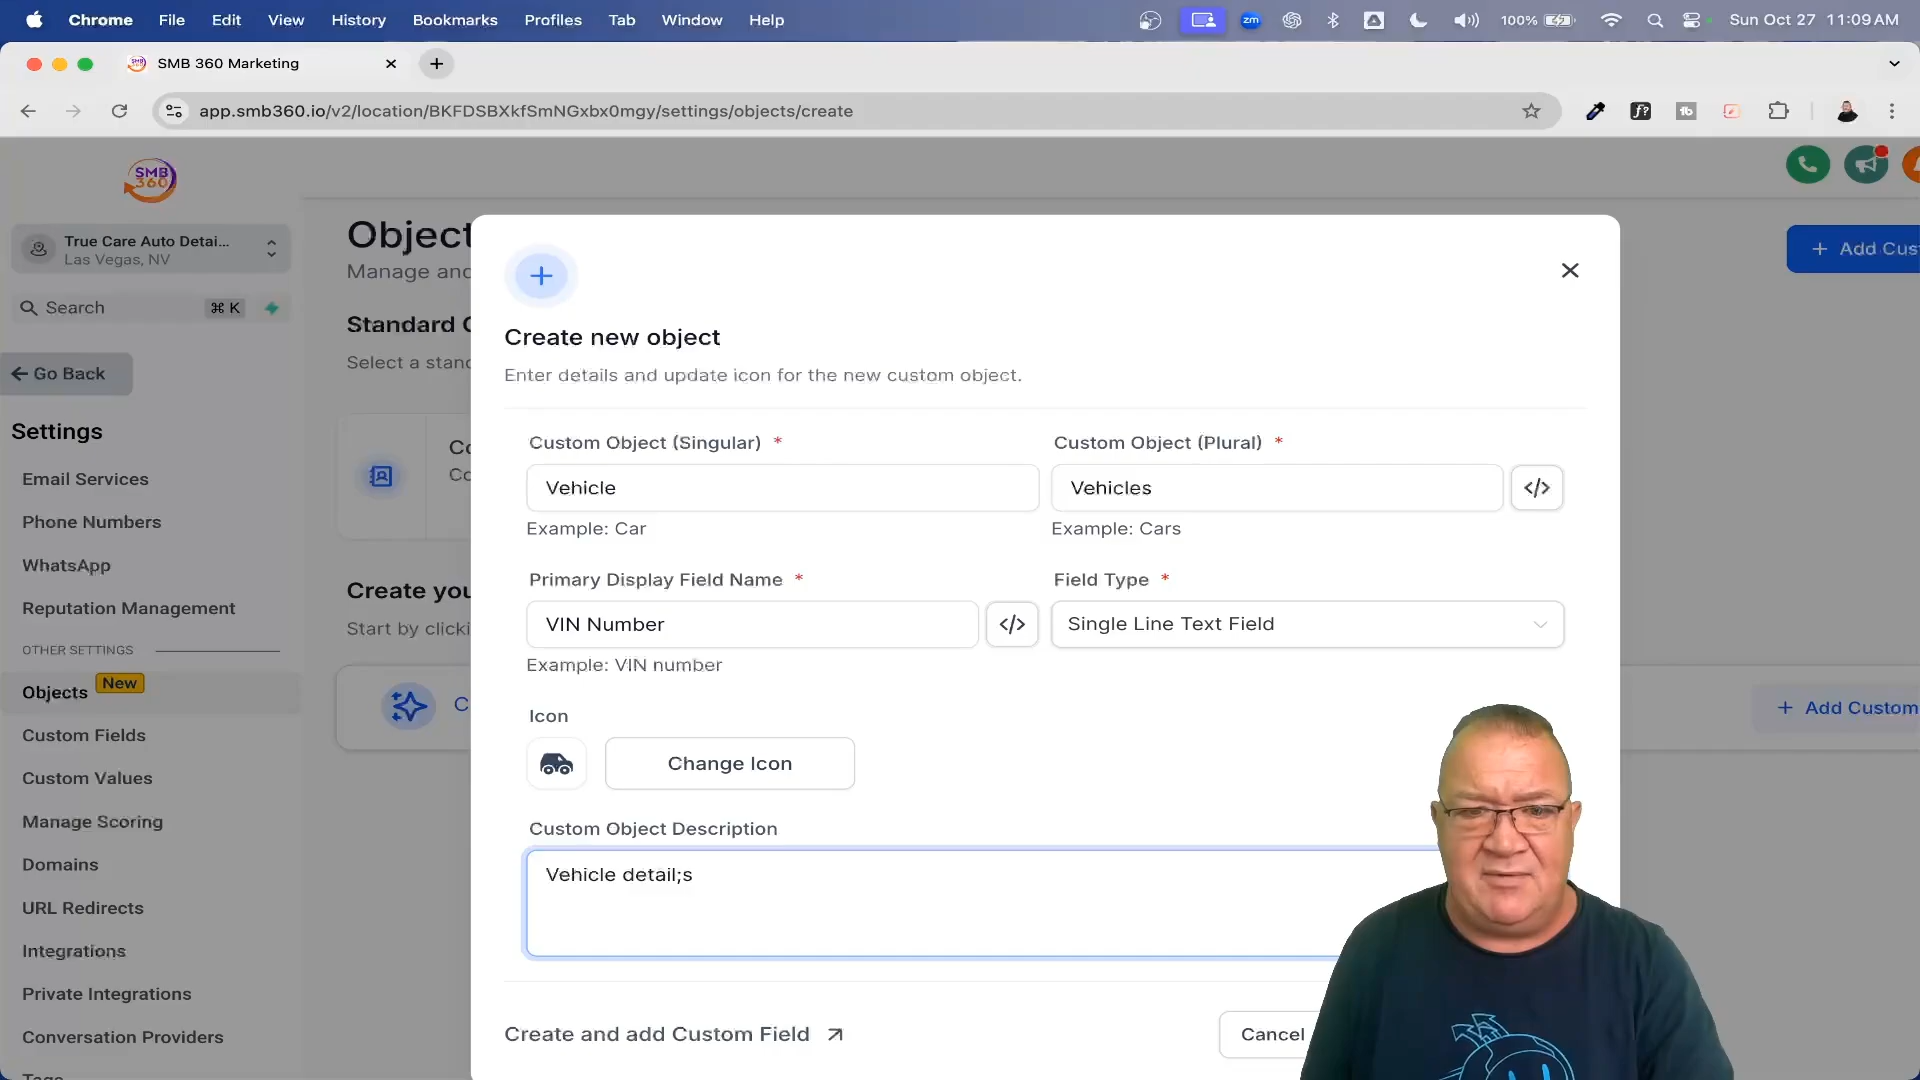 Chrome File Edit View History Bookmarks Profiles Tab Window Help zm 100% Sun Oct 27 11:09 AM
SMB 360 Marketing
app.smb360.io/v2/location/BKFDSBXkfSmNGxbx0mgy/settings/objects/create
SMB
360
True Care Auto Detai...
Las Vegas, NV
Search ⌘ K
Go Back
Settings
Email Services
Phone Numbers
WhatsApp
Reputation Management
OTHER SETTINGS
Objects New
Custom Fields
Custom Values
Manage Scoring
Domains
URL Redirects
Integrations
Private Integrations
Conversation Providers
Tags
Object
Manage and
+ Add Cus
Standard
Select a stand
Create you
Start by clicki
+ Add Custom
Create new object
Enter details and update icon for the new custom object.
Custom Object (Singular) *
Custom Object (Plural) *
Vehicle
Vehicles
</>
Example: Car
Example: Cars
Primary Display Field Name *
Field Type *
VIN Number
</>
Single Line Text Field
Example: VIN number
Icon
Change Icon
Custom Object Description
Vehicle detail;s
Create and add Custom Field
Cancel